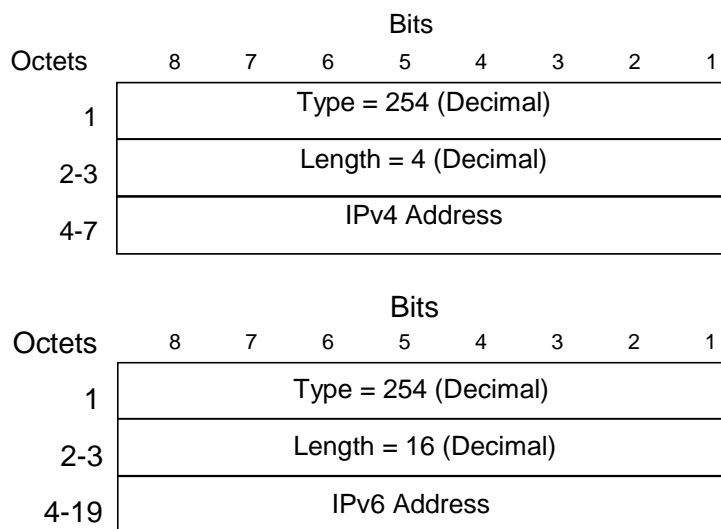 Bits
Octets 8 7 6 5 4 3 2 1
1 Type = 254 (Decimal)
2-3 Length = 4 (Decimal)
4-7 IPv4 Address
Bits
Octets 8 7 6 5 4 3 2 1
1 Type = 254 (Decimal)
2-3 Length = 16 (Decimal)
4-19 IPv6 Address